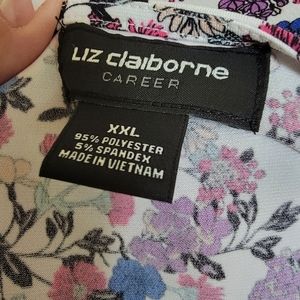 LIZ claiborne
CAREER
XXL
95% POLYESTER
5% SPANDEX
MADE IN VIETNAM